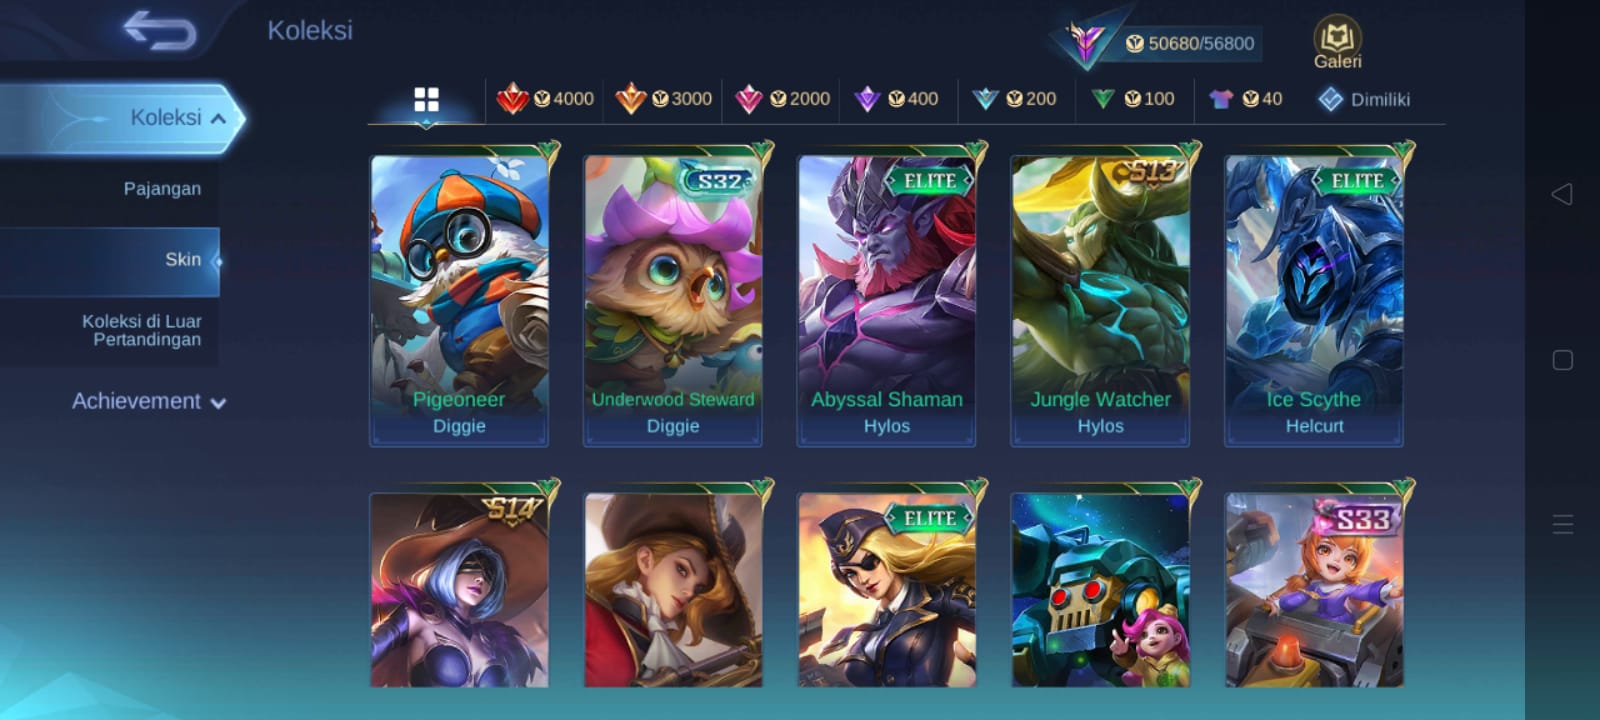 Koleksi
50680/56800
Galeri
4000
3000
2000
400
200
100
40
Dimiliki
Koleksi
Pajangan
Skin
Koleksi di Luar
Pertandingan
Achievement
S32
ELITE
S13
ELITE
Pigeoneer
Diggie
Underwood Steward
Diggie
Abyssal Shaman
Hylos
Jungle Watcher
Hylos
Ice Scythe
Helcurt
S14
ELITE
S33